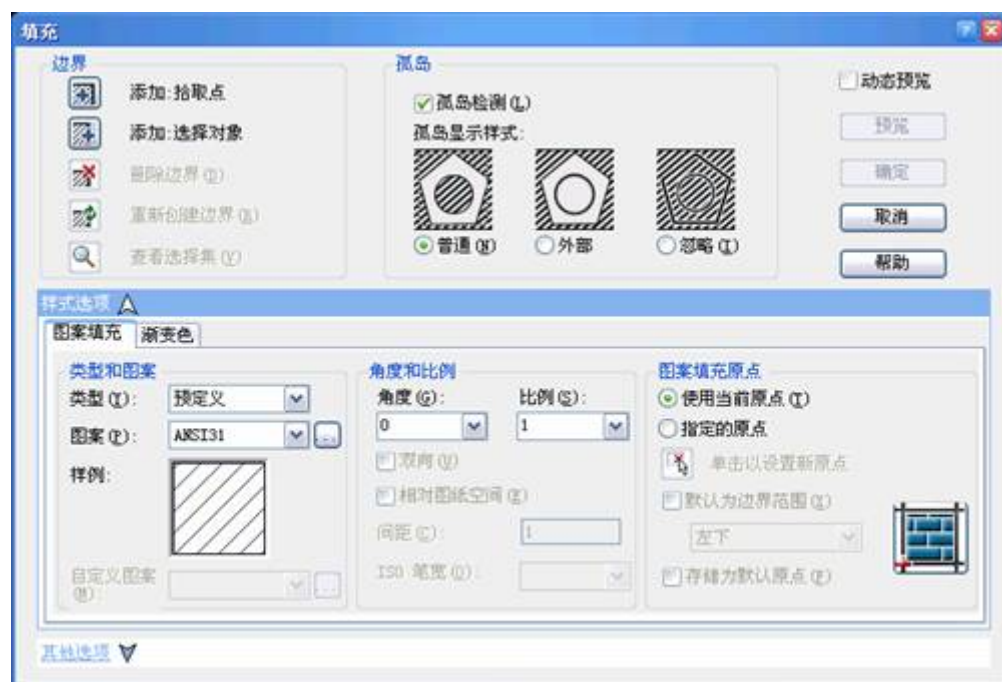 填充
边界
添加:拾取点
添加:选择对象
删除边界(D)
重新创建边界(R)
查看选择集(V)
孤岛
孤岛检测(L)
孤岛显示样式:
普通(N)
外部
忽略(I)
动态预览
预览
确定
取消
帮助
样式选项
图案填充
渐变色
类型和图案
类型(Y):
预定义
图案(P):
ANSI31
样例:
自定义图案(M):
角度和比例
角度(G):
比例(S):
0
1
双向(U)
相对图纸空间(E)
间距(C):
1
ISO 笔宽(O):
图案填充原点
使用当前原点(T)
指定的原点
单击以设置新原点
默认为边界范围(X)
左下
存储为默认原点(F)
其他选项